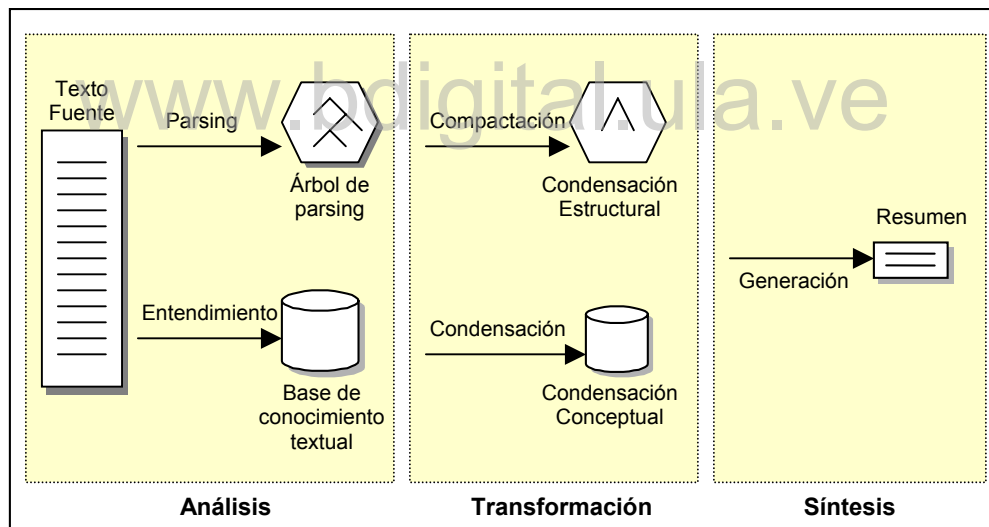 www.bdigital.ula.ve
Texto
Fuente
Parsing
Árbol de
parsing
Entendimiento
Base de
conocimiento
textual
Análisis
Compactación
Condensación
Estructural
Condensación
Condensación
Conceptual
Transformación
Resumen
Generación
Síntesis